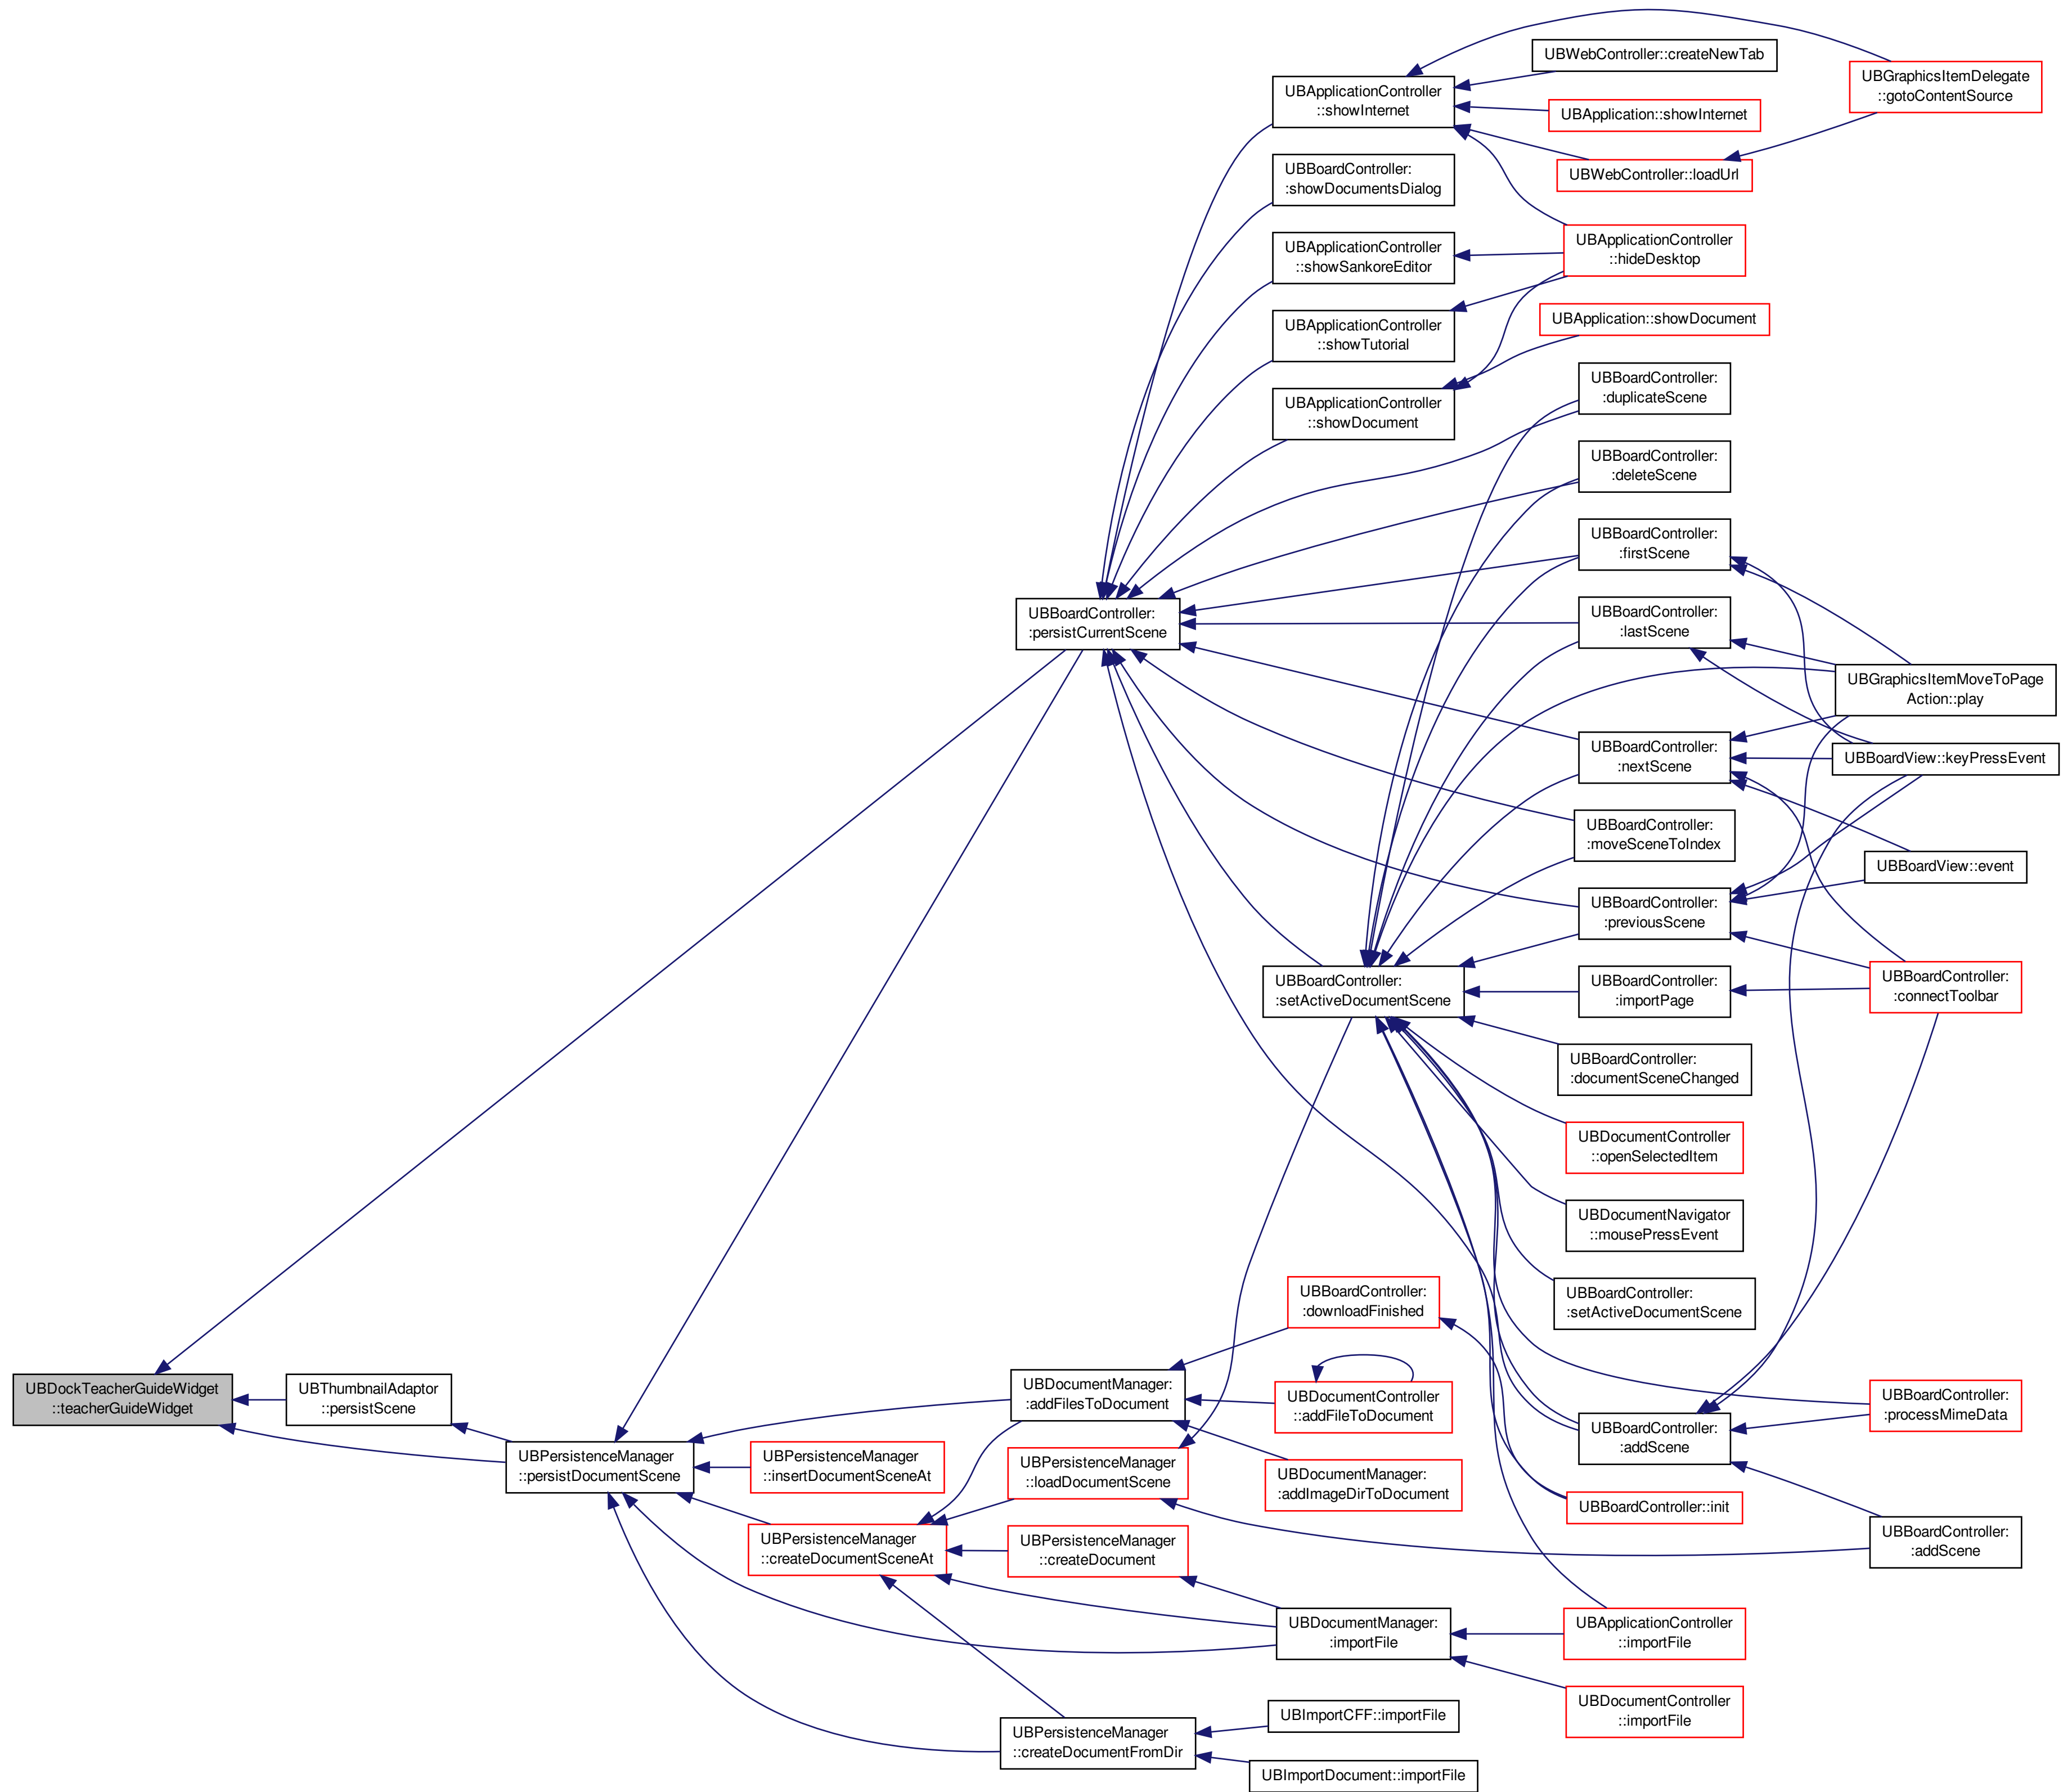 UBWebController::createNewTab
UBGraphicsItemDelegate
::gotoContentSource
UBApplicationController
::showInternet
UBApplication::showInternet
UBWebController::loadUrl
UBBoardController:
:showDocumentsDialog
UBApplicationController
::hideDesktop
UBApplicationController
::showSankoreEditor
UBApplication::showDocument
UBApplicationController
::showTutorial
UBBoardController:
:duplicateScene
UBApplicationController
::showDocument
UBBoardController:
:deleteScene
UBBoardController:
:firstScene
UBBoardController:
:persistCurrentScene
UBBoardController:
:lastScene
UBGraphicsItemMoveToPage
Action::play
UBBoardController:
:nextScene
UBBoardView::keyPressEvent
UBBoardController:
:moveSceneToIndex
UBBoardView::event
UBBoardController:
:previousScene
UBBoardController:
:setActiveDocumentScene
UBBoardController:
:importPage
UBBoardController:
:connectToolbar
UBBoardController:
:documentSceneChanged
UBDocumentController
::openSelectedItem
UBDocumentNavigator
::mousePressEvent
UBBoardController:
:downloadFinished
UBBoardController:
:setActiveDocumentScene
UBDockTeacherGuideWidget
::teacherGuideWidget
UBThumbnailAdaptor
::persistScene
UBDocumentManager:
:addFilesToDocument
UBDocumentController
::addFileToDocument
UBBoardController:
:processMimeData
UBBoardController:
:addScene
UBPersistenceManager
::persistDocumentScene
UBPersistenceManager
::insertDocumentSceneAt
UBPersistenceManager
::loadDocumentScene
UBDocumentManager:
:addImageDirToDocument
UBBoardController::init
UBPersistenceManager
::createDocumentSceneAt
UBPersistenceManager
::createDocument
UBBoardController:
:addScene
UBDocumentManager:
:importFile
UBApplicationController
::importFile
UBDocumentController
::importFile
UBPersistenceManager
::createDocumentFromDir
UBImportCFF::importFile
UBImportDocument::importFile